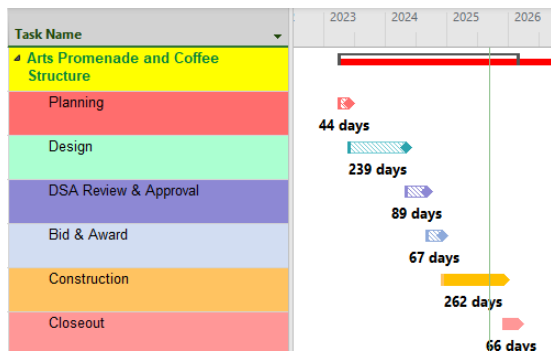 2023 2024 2025 2026
Task Name
Arts Promenade and Coffee
Structure
Planning
44 days
Design
239 days
DSA Review & Approval
89 days
Bid & Award
67 days
Construction
262 days
Closeout
66 days